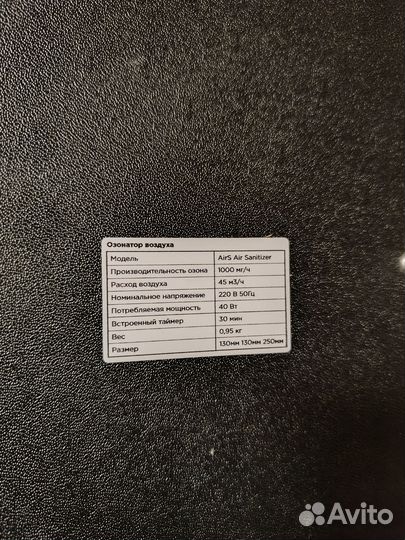 Озонатор воздуха
Модель AirS Air Sanitizer
Производительность озона 1000 мг/ч
Расход воздуха 45 м3/ч
Номинальное напряжение 220 В 50Гц
Потребляемая мощность 40 Вт
Встроенный таймер 30 мин
Вес 0,95 кг
Размер 130мм 130мм 250мм
Avito